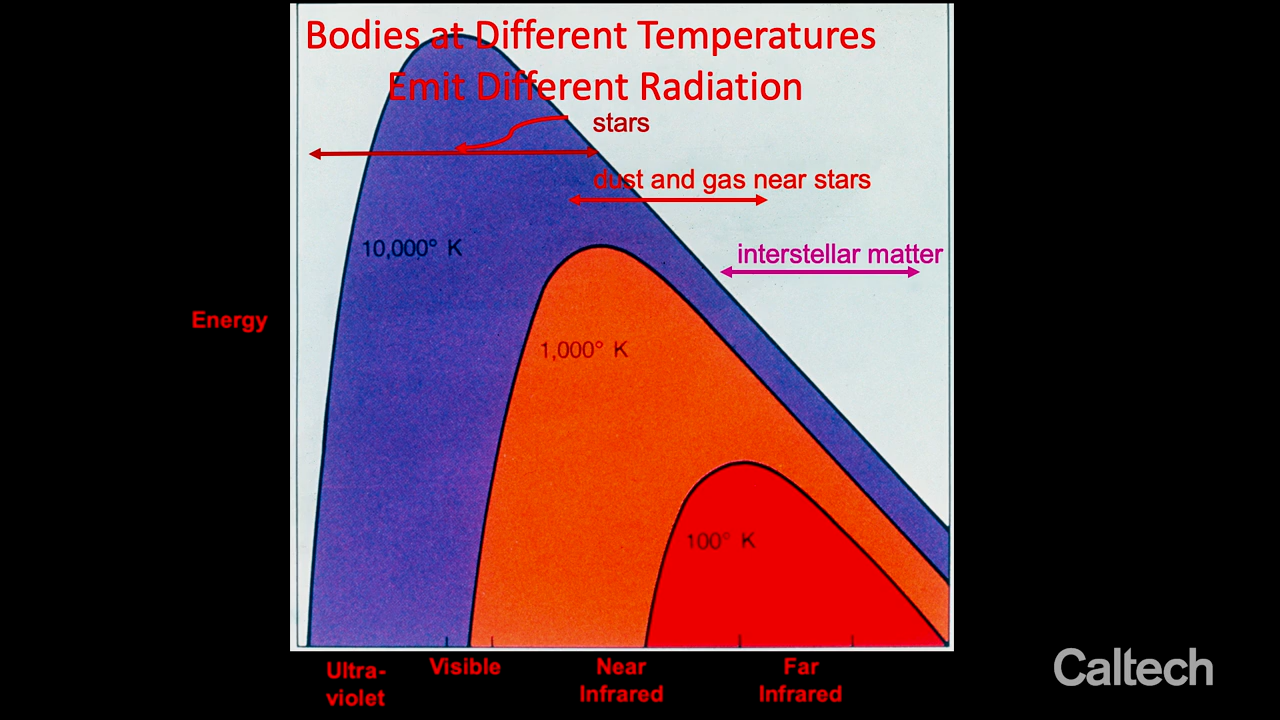 Bodies at Different Temperatures
Emit Different Radiation
stars
dust and gas near stars
10,000° K
interstellar matter
Energy
1,000° K
100° K
Ultra-
violet
Visible
Near
Infrared
Far
Infrared
Caltech